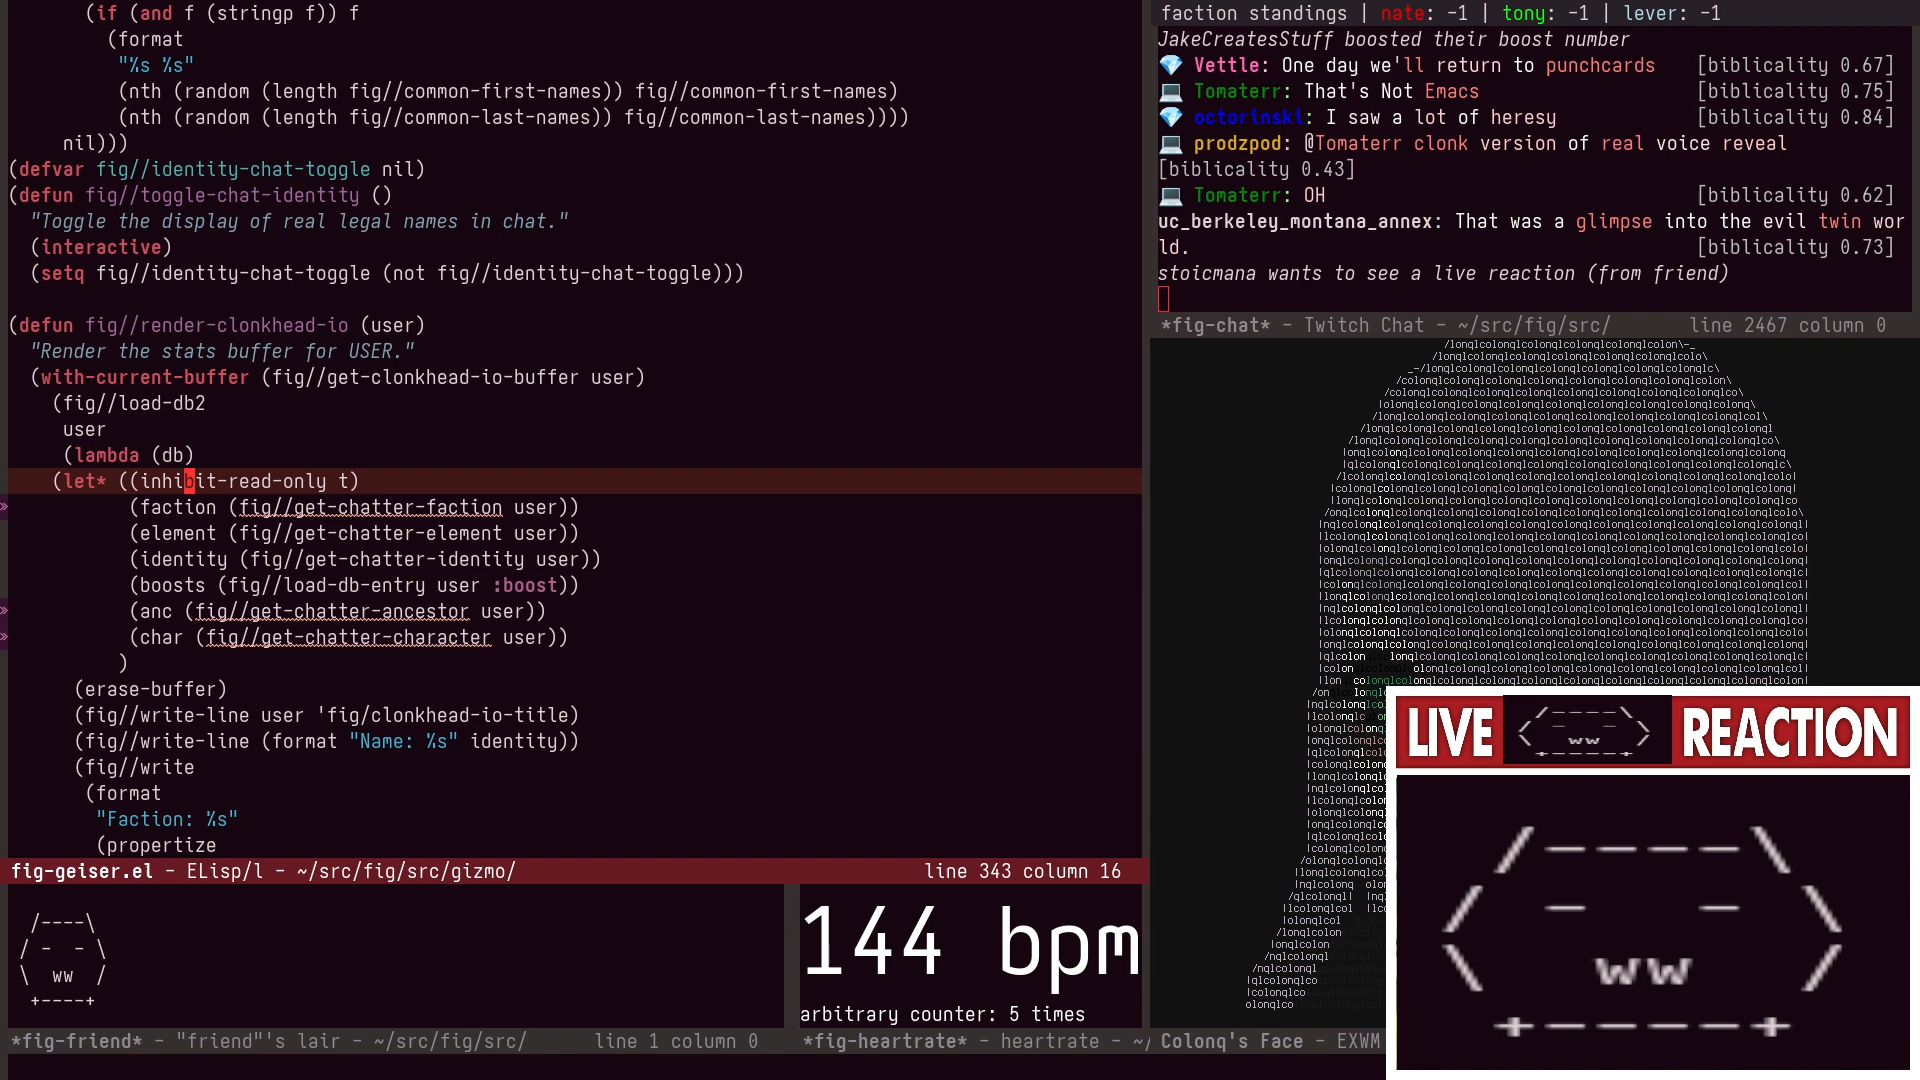 (if (and f (stringp f)) f
(format
"%s %s"
(nth (random (length fig//common-first-names)) fig//common-first-names)
(nth (random (length fig//common-last-names)) fig//common-last-names))))
nil)))
(defvar fig//identity-chat-toggle nil)
(defun fig//toggle-chat-identity ()
"Toggle the display of real legal names in chat."
(interactive)
(setq fig//identity-chat-toggle (not fig//identity-chat-toggle)))
(defun fig//render-clonkhead-io (user)
"Render the stats buffer for USER."
(with-current-buffer (fig//get-clonkhead-io-buffer user)
(fig//load-db2
user
(lambda (db)
(let* ((inhibit-read-only t)
(faction (fig//get-chatter-faction user))
(element (fig//get-chatter-element user))
(identity (fig//get-chatter-identity user))
(boosts (fig//load-db-entry user :boost))
(anc (fig//get-chatter-ancestor user))
(char (fig//get-chatter-character user))
)
(erase-buffer)
(fig//write-line user 'fig/clonkhead-io-title)
(fig//write-line (format "Name: %s" identity))
(fig//write
(format
"Faction: %s"
(propertize
fig-geiser.el - ELisp/l - ~/src/fig/src/gizmo/ line 343 column 16
/----\
/ -  - \
\  ww  /
+----+
*fig-friend* - "friend"'s lair - ~/src/fig/src/ line 1 column 0
144 bpm
arbitrary counter: 5 times
*fig-heartrate* - heartrate - ~/
faction standings | nate: -1 | tony: -1 | lever: -1
JakeCreatesStuff boosted their boost number
💎 Vettle: One day we'll return to punchcards [biblicality 0.67]
💻 Tomaterr: That's Not Emacs [biblicality 0.75]
💎 octorinski: I saw a lot of heresy [biblicality 0.84]
💻 prodzpod: @Tomaterr clonk version of real voice reveal
[biblicality 0.43]
💻 Tomaterr: OH [biblicality 0.62]
uc_berkeley_montana_annex: That was a glimpse into the evil twin wor
ld. [biblicality 0.73]
stoicmana wants to see a live reaction (from friend)
*fig-chat* - Twitch Chat - ~/src/fig/src/ line 2467 column 0
LIVE REACTION
/----\
/ -  - \
\  ww  /
+----+
Colonq's Face - EXWM